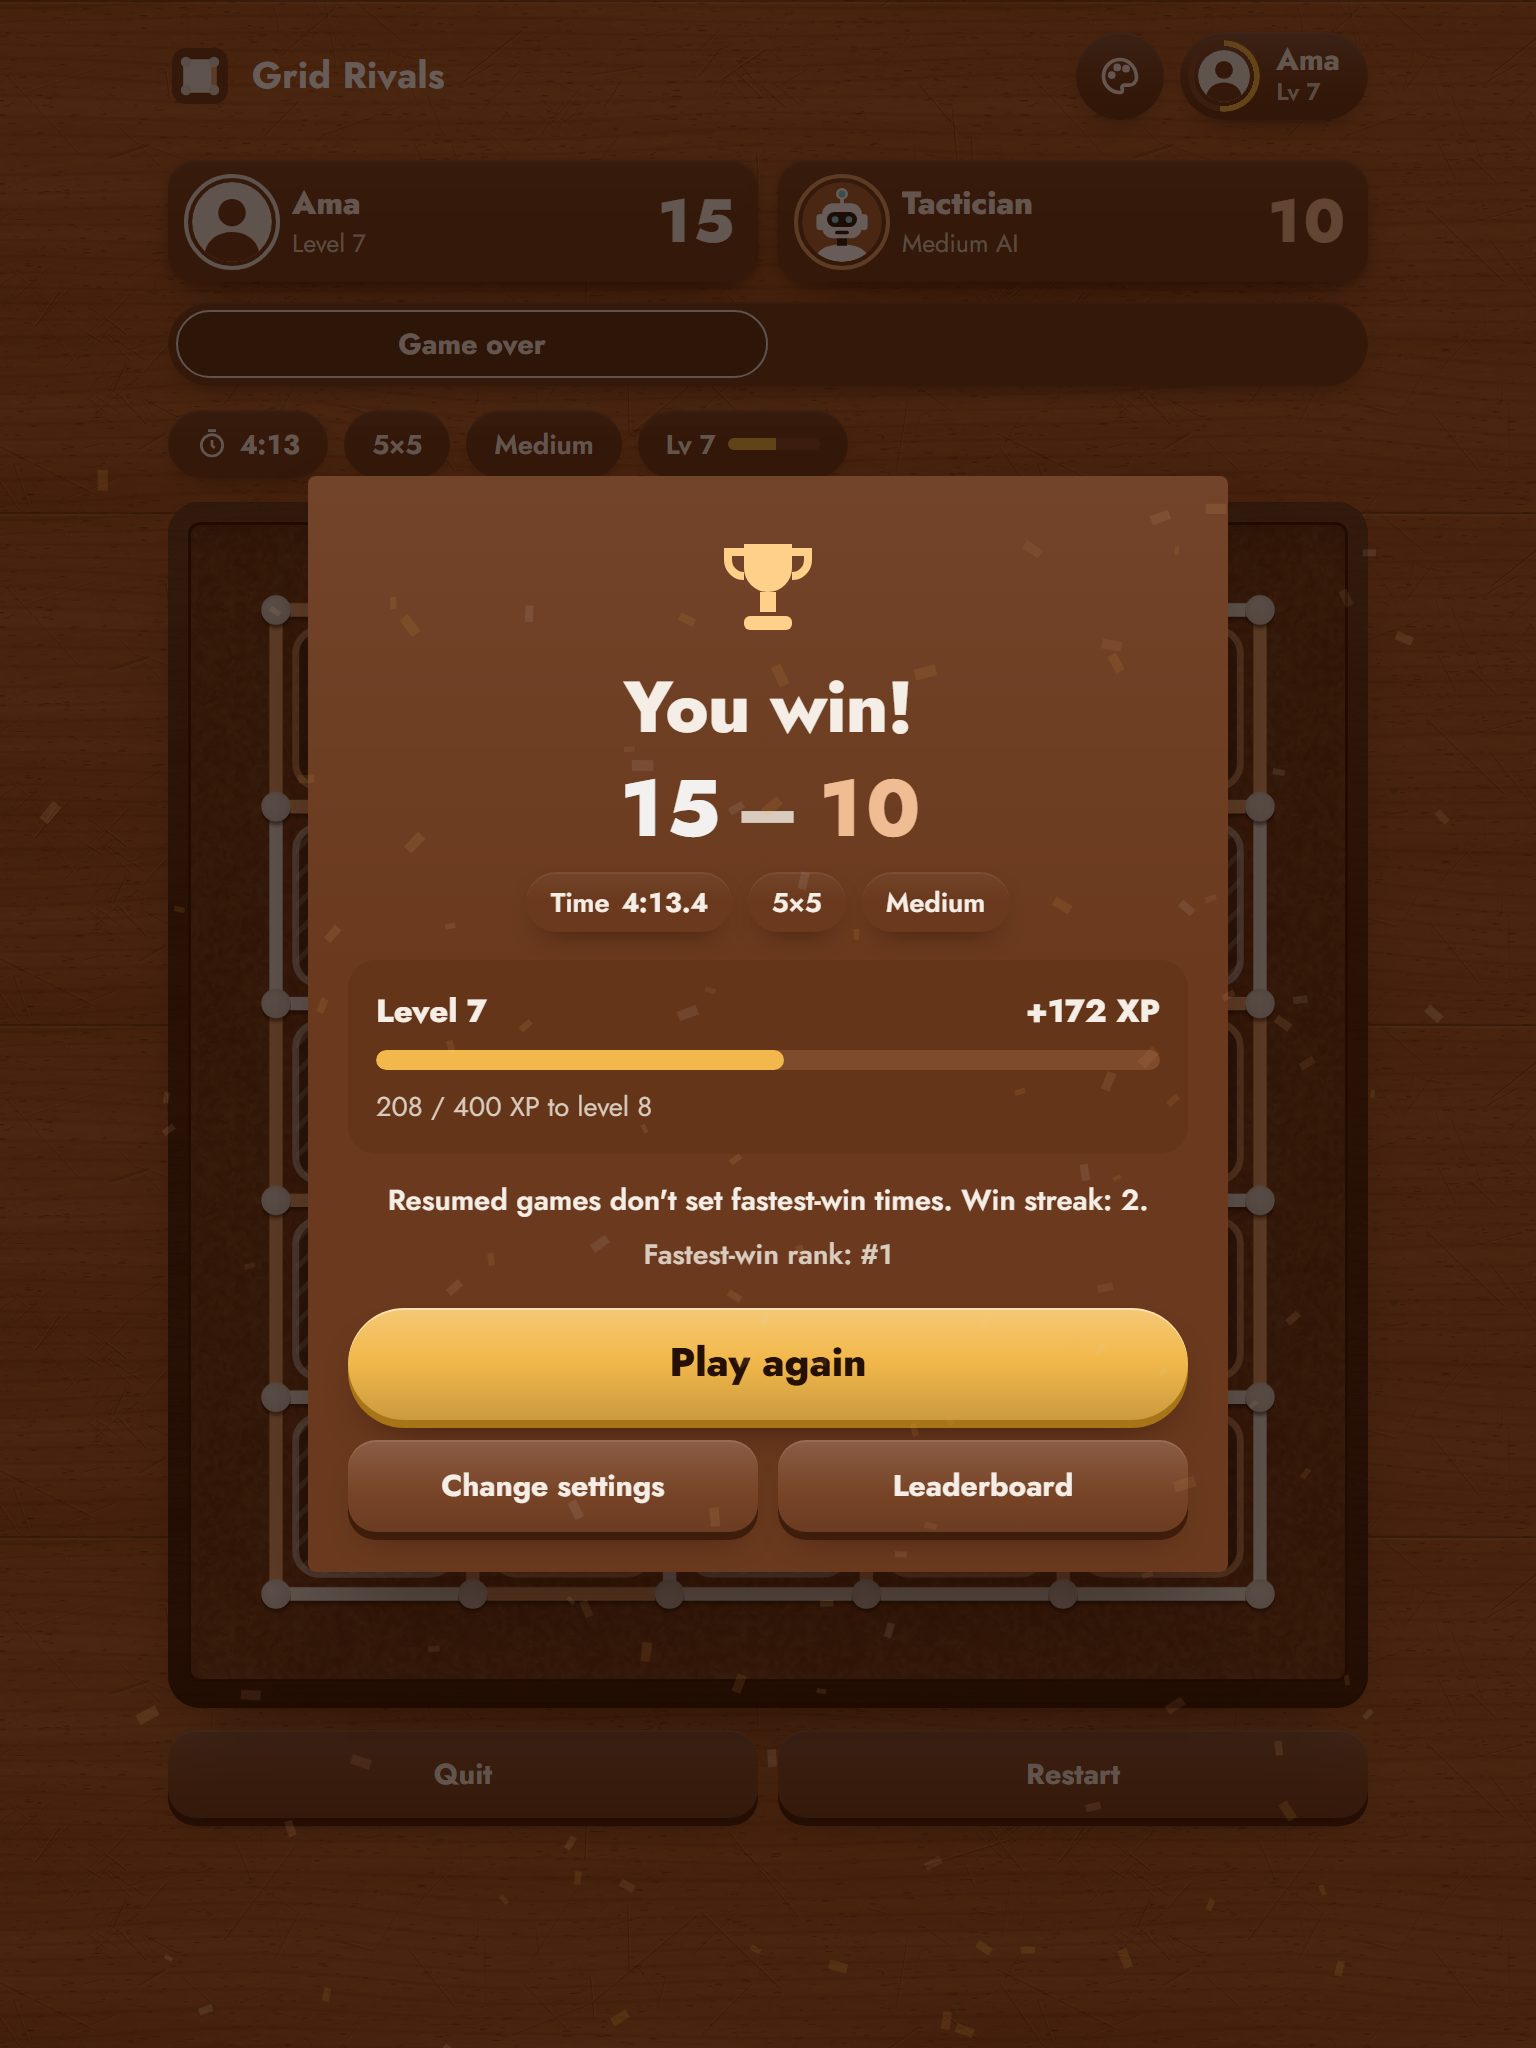 Grid Rivals
Ama
Lv 7
Ama
Level 7
15
Tactician
Medium AI
10
Game over
4:13
5×5
Medium
Lv 7
You win!
15 – 10
Time 4:13.4
5×5
Medium
Level 7
+172 XP
208 / 400 XP to level 8
Resumed games don't set fastest-win times. Win streak: 2.
Fastest-win rank: #1
Play again
Change settings
Leaderboard
Quit
Restart